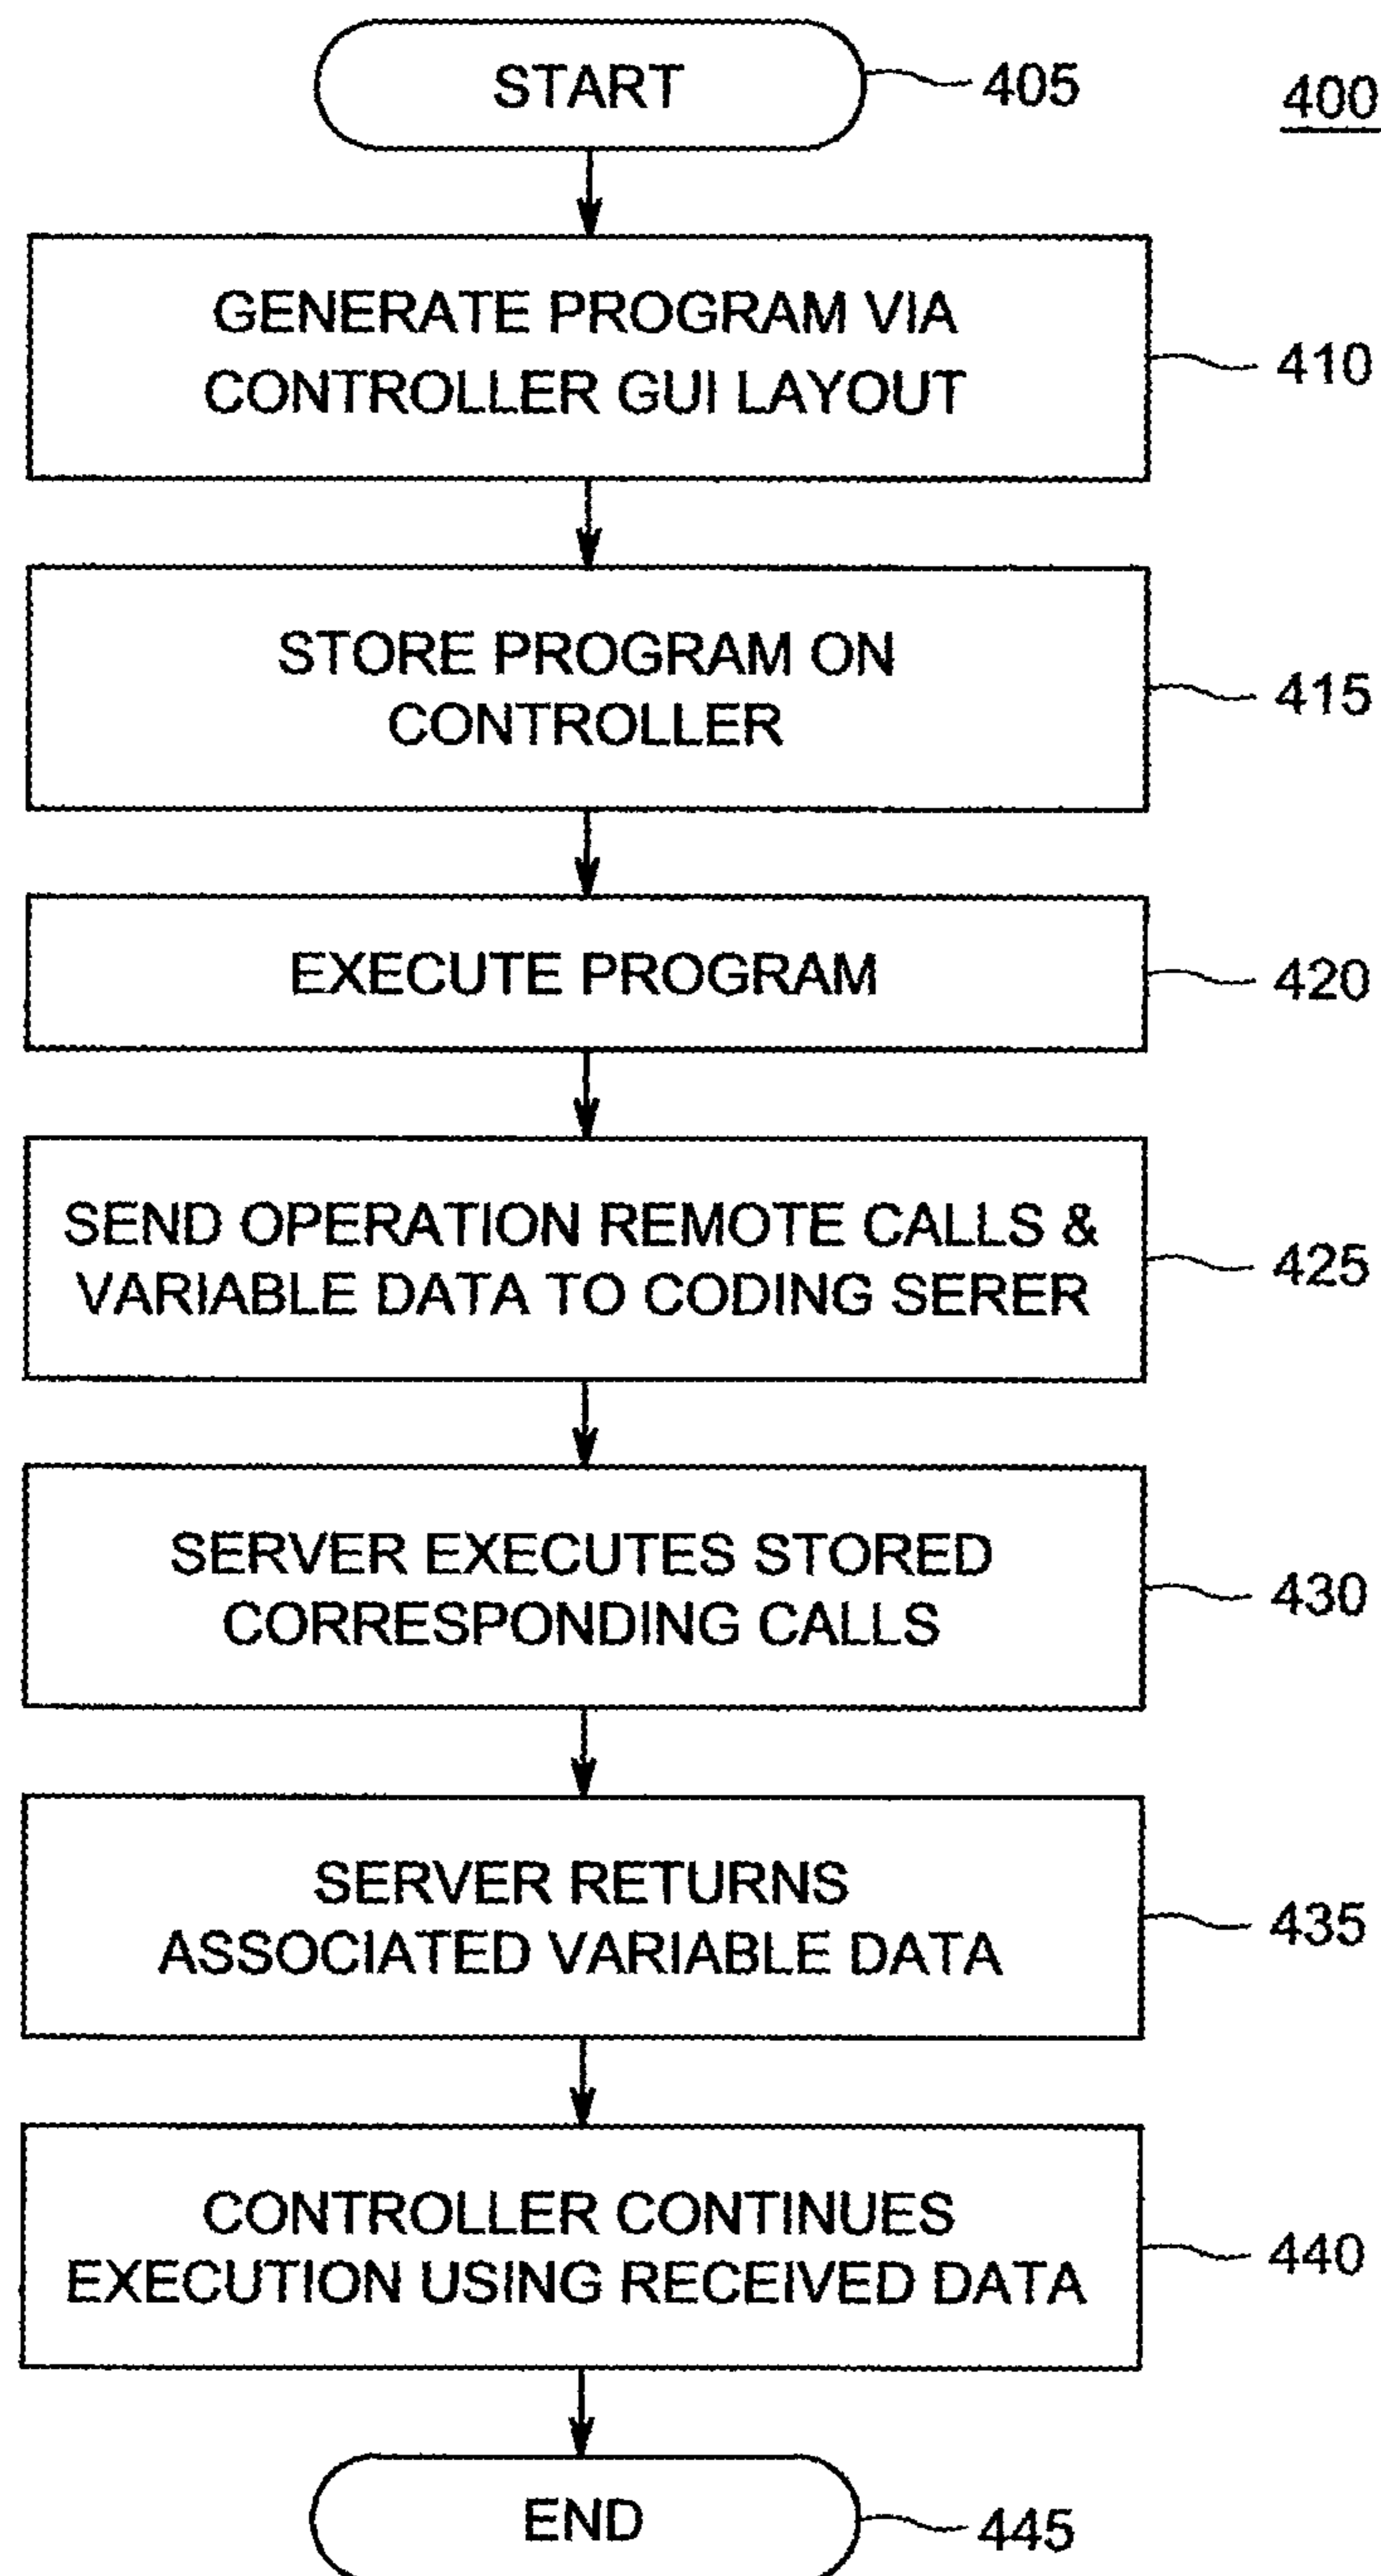 START
405
400
GENERATE PROGRAM VIA
CONTROLLER GUI LAYOUT
410
STORE PROGRAM ON
CONTROLLER
415
EXECUTE PROGRAM
420
SEND OPERATION REMOTE CALLS &
VARIABLE DATA TO CODING SERER
425
SERVER EXECUTES STORED
CORRESPONDING CALLS
430
SERVER RETURNS
ASSOCIATED VARIABLE DATA
435
CONTROLLER CONTINUES
EXECUTION USING RECEIVED DATA
440
END
445